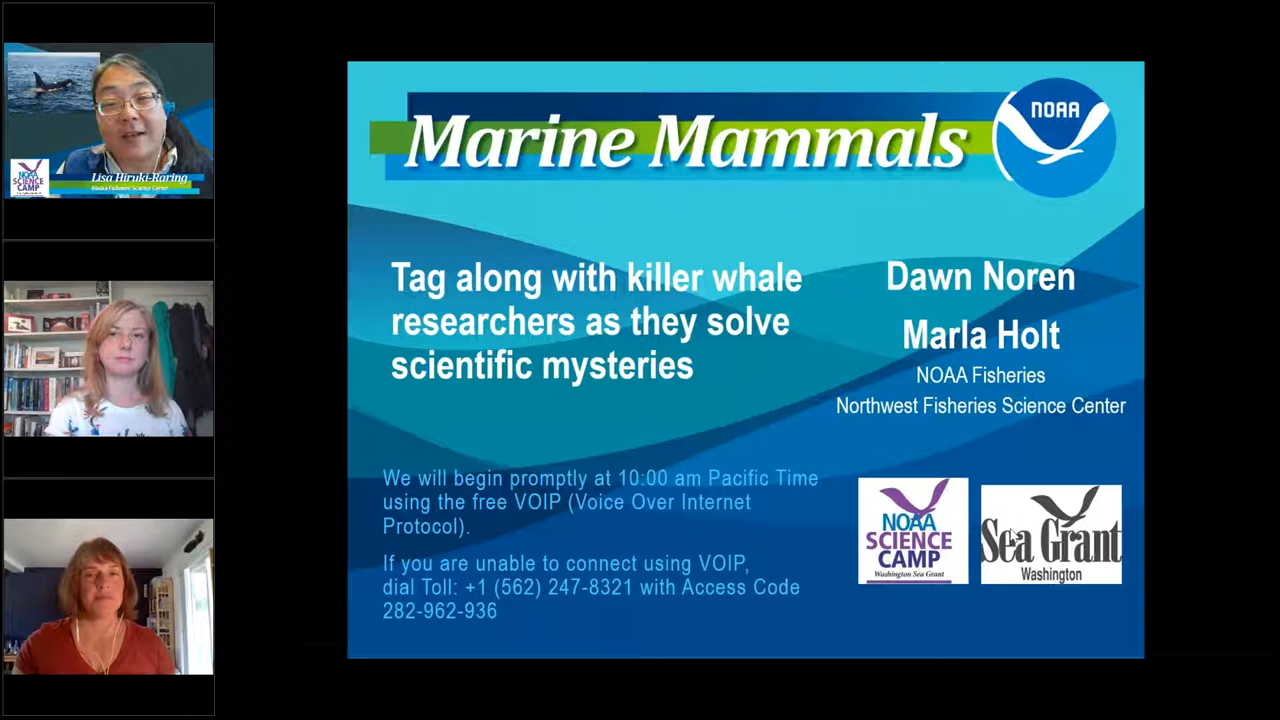 NOAA
SCIENCE
CAMP
Lisa Hiruki-Raring
Alaska Fisheries Science Center
Marine Mammals
NOAA
Tag along with killer whale
researchers as they solve
scientific mysteries
Dawn Noren
Marla Holt
NOAA Fisheries
Northwest Fisheries Science Center
We will begin promptly at 10:00 am Pacific Time
using the free VOIP (Voice Over Internet
Protocol).
If you are unable to connect using VOIP,
dial Toll: +1 (562) 247-8321 with Access Code
282-962-936
NOAA
SCIENCE
CAMP
Washington Sea Grant
Sea Grant
Washington